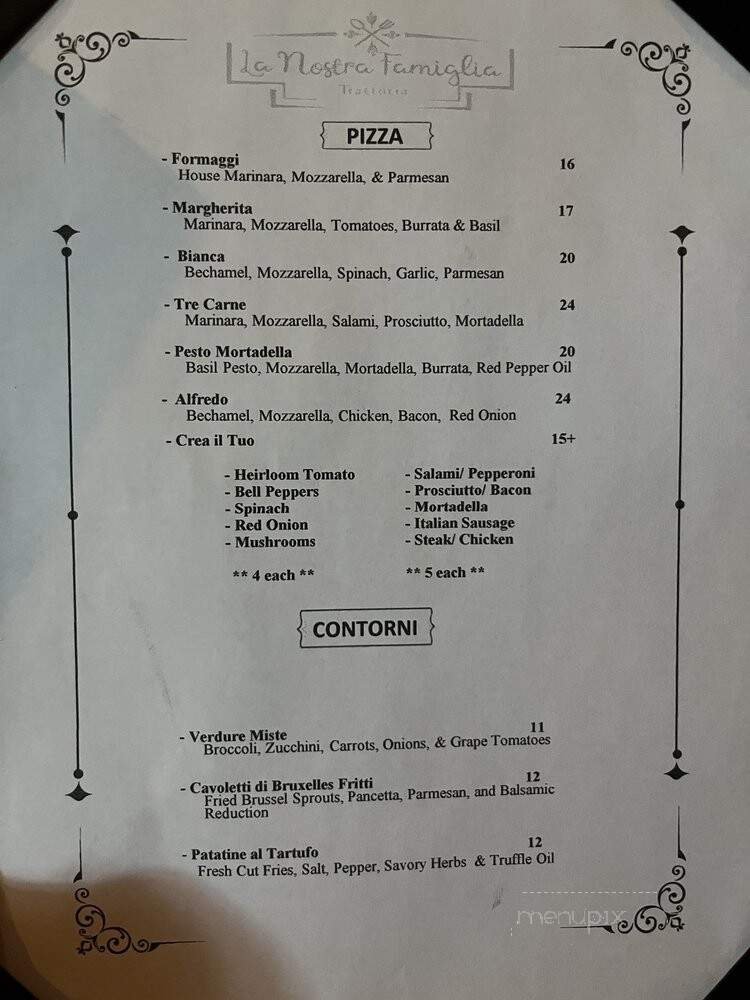 La Nostra Famiglia
Trattoria
PIZZA
- Formaggi 16
House Marinara, Mozzarella, & Parmesan
- Margherita 17
Marinara, Mozzarella, Tomatoes, Burrata & Basil
- Bianca 20
Bechamel, Mozzarella, Spinach, Garlic, Parmesan
- Tre Carne 24
Marinara, Mozzarella, Salami, Prosciutto, Mortadella
- Pesto Mortadella 20
Basil Pesto, Mozzarella, Mortadella, Burrata, Red Pepper Oil
- Alfredo 24
Bechamel, Mozzarella, Chicken, Bacon, Red Onion
- Crea il Tuo 15+
- Heirloom Tomato
- Bell Peppers
- Spinach
- Red Onion
- Mushrooms
** 4 each **
- Salami/ Pepperoni
- Prosciutto/ Bacon
- Mortadella
- Italian Sausage
- Steak/ Chicken
** 5 each **
CONTORNI
- Verdure Miste 11
Broccoli, Zucchini, Carrots, Onions, & Grape Tomatoes
- Cavoletti di Bruxelles Fritti 12
Fried Brussel Sprouts, Pancetta, Parmesan, and Balsamic
Reduction
- Patatine al Tartufo 12
Fresh Cut Fries, Salt, Pepper, Savory Herbs & Truffle Oil
menupix